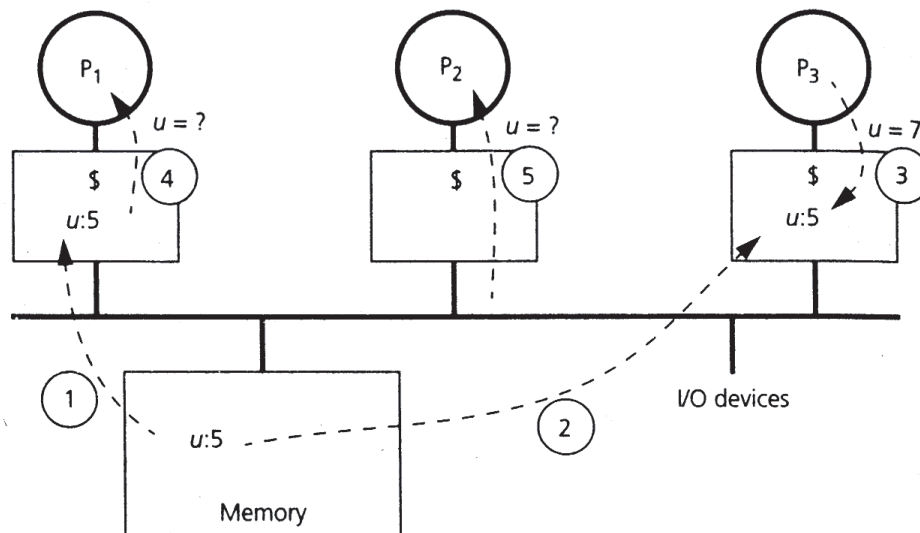 P1
P2
P3
u = ?
u = ?
u = 7
4
5
3
$
$
$
u:5
u:5
1
2
I/O devices
u:5
Memory